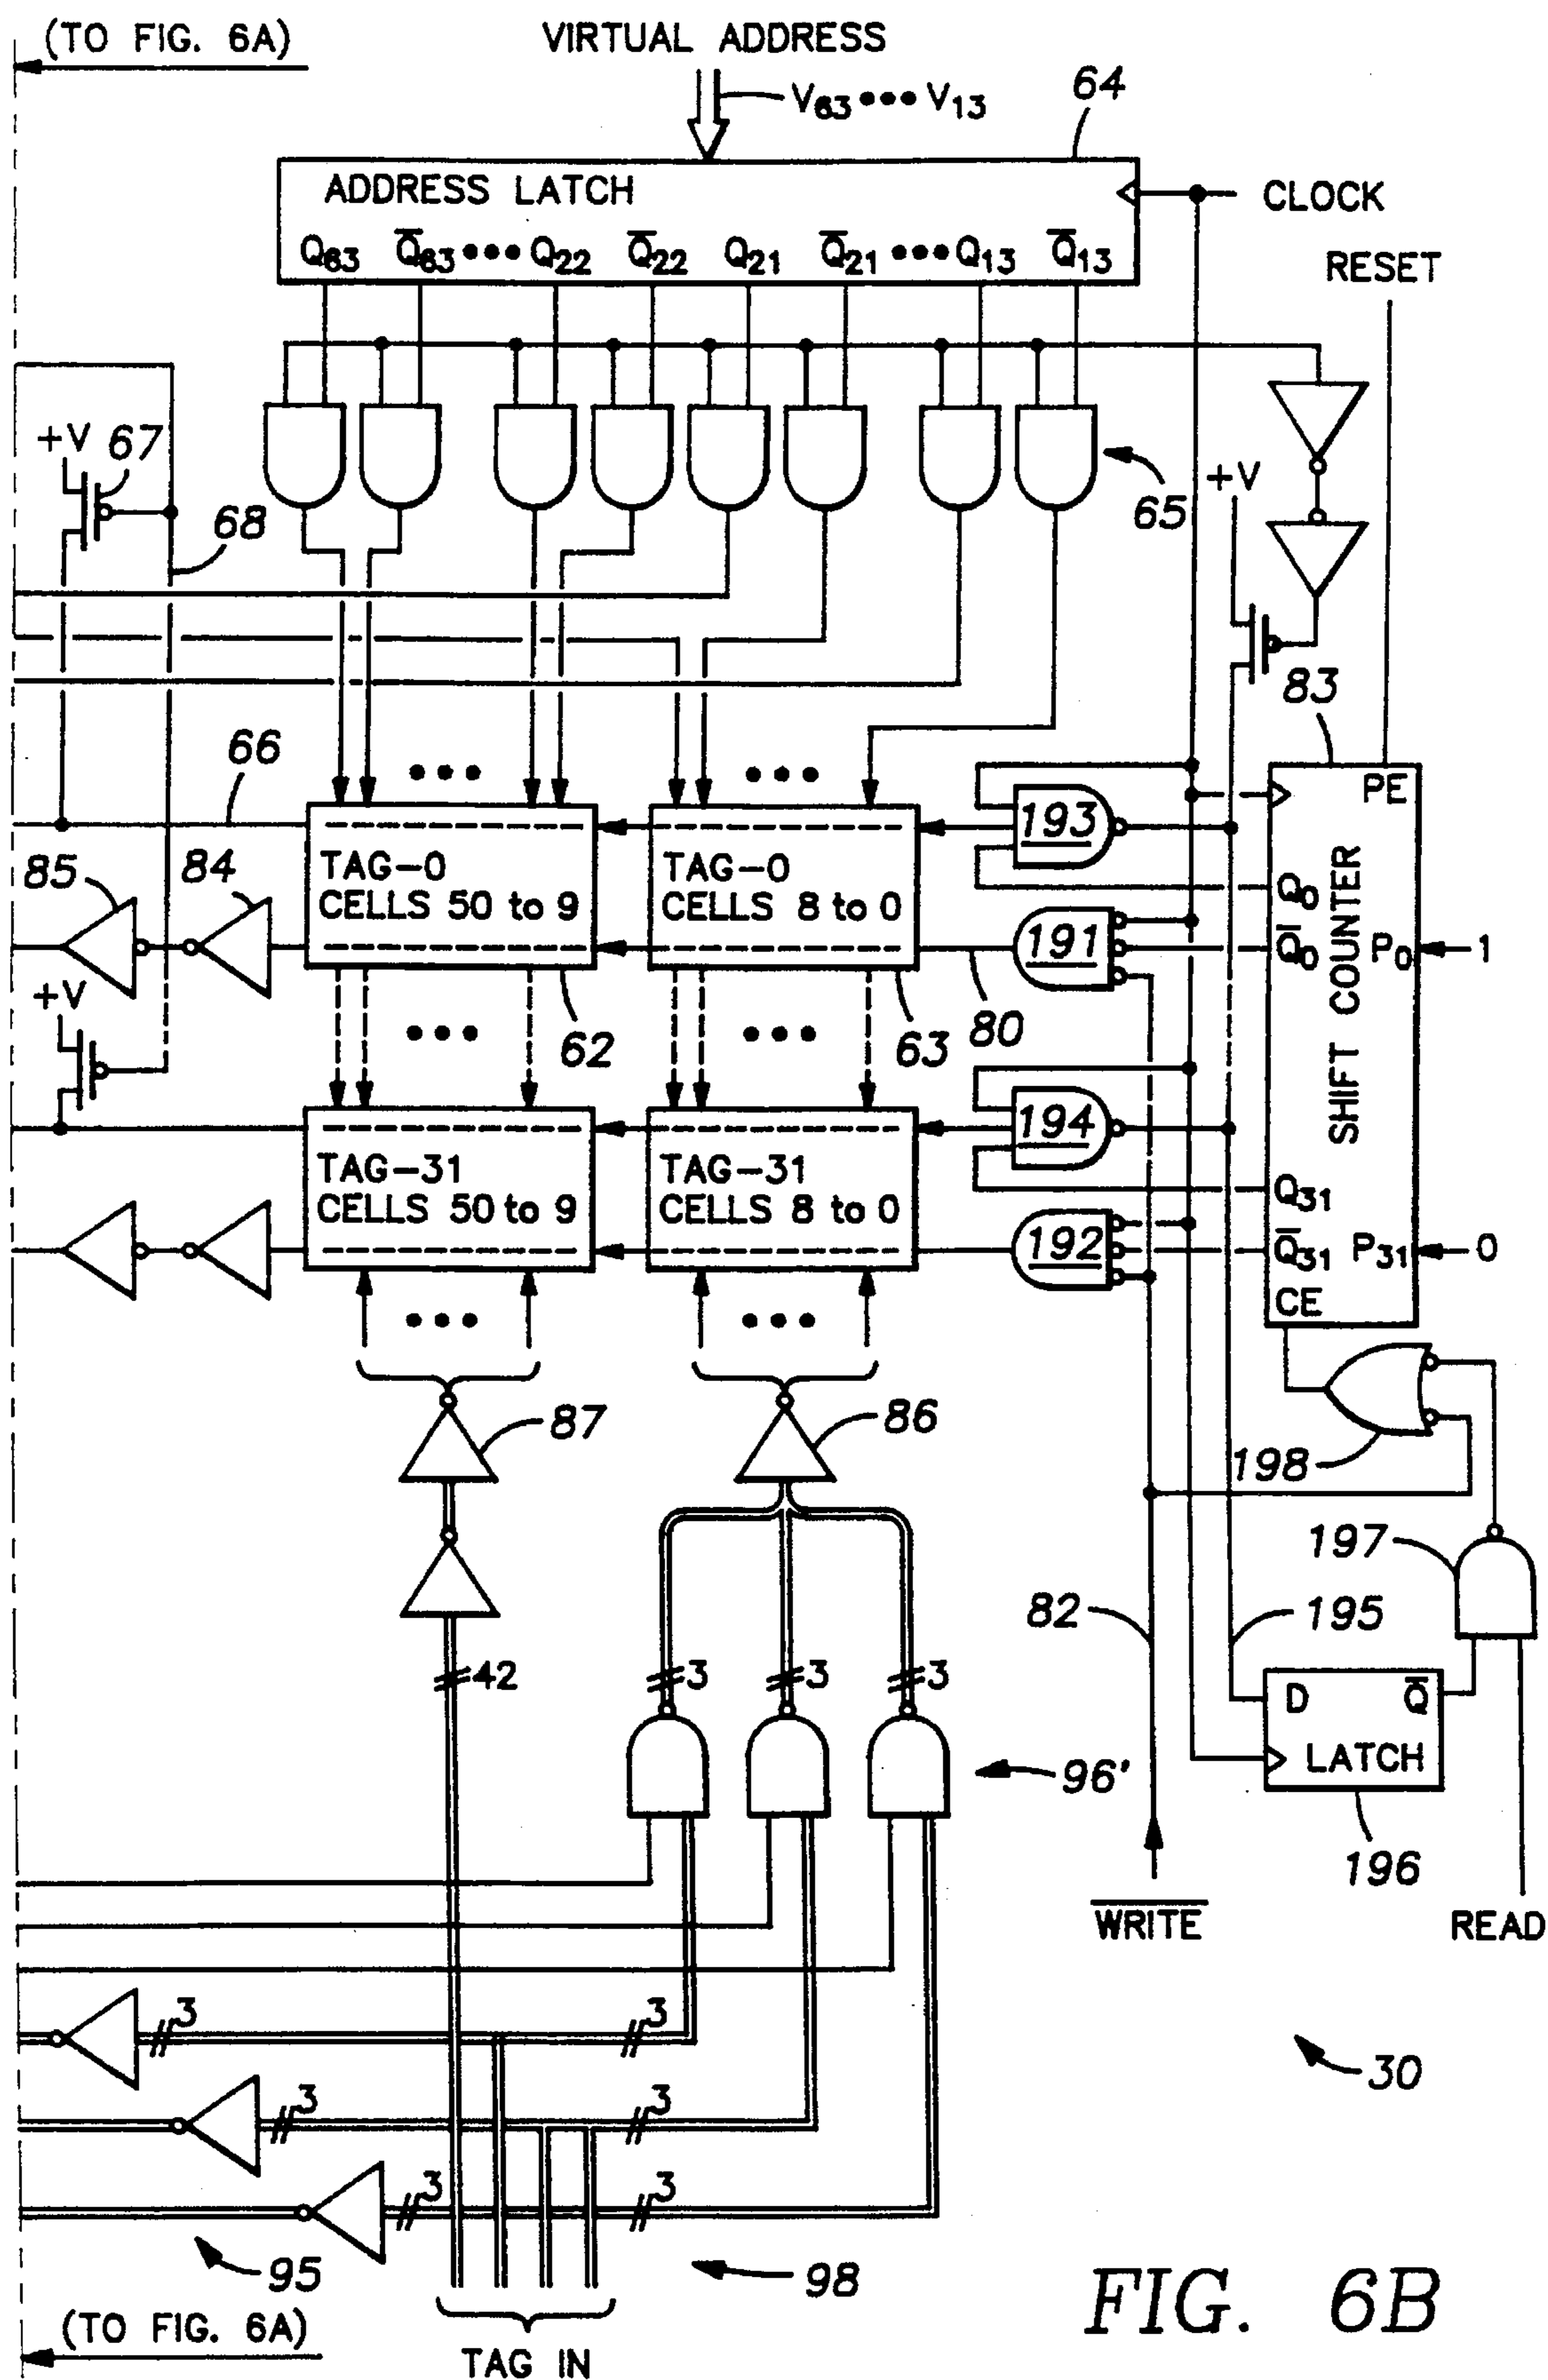 (TO FIG. 6A)
VIRTUAL ADDRESS
V63 ••• V13
64
ADDRESS LATCH
CLOCK
Q63 Q̅63 ••• Q22 Q̅22 Q21 Q̅21 ••• Q13 Q̅13
RESET
+V 67
68
65
+V
83
66
PE
193
TAG-0
CELLS 50 to 9
TAG-0
CELLS 8 to 0
Q0
85
84
191
Q̅0
P0
1
SHIFT COUNTER
+V
62
63
80
194
TAG-31
CELLS 50 to 9
TAG-31
CELLS 8 to 0
Q31
192
Q̅31
P31
0
CE
87
86
198
197
82
195
42
3
3
3
D
Q̅
LATCH
96'
196
W̅R̅I̅T̅E̅
READ
3
3
30
3
3
3
3
95
98
(TO FIG. 6A)
TAG IN
FIG. 6B